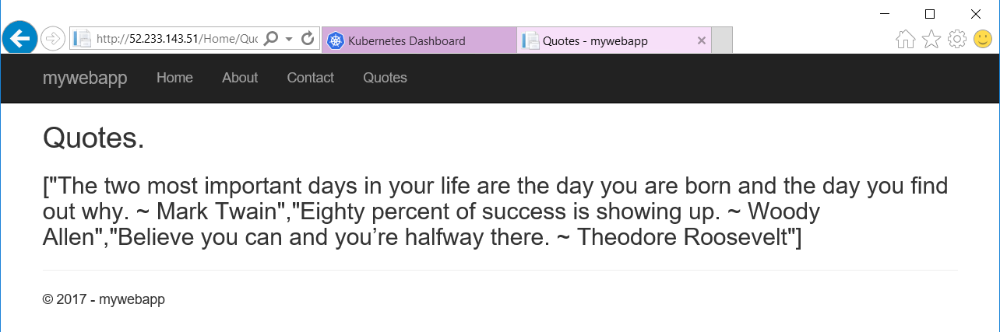 http://52.233.143.51/Home/Quo
Kubernetes Dashboard
Quotes - mywebapp
mywebapp Home About Contact Quotes
Quotes.
["The two most important days in your life are the day you are born and the day you find
out why. ~ Mark Twain","Eighty percent of success is showing up. ~ Woody
Allen","Believe you can and you’re halfway there. ~ Theodore Roosevelt"]
© 2017 - mywebapp